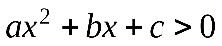 ax² + bx + c > 0